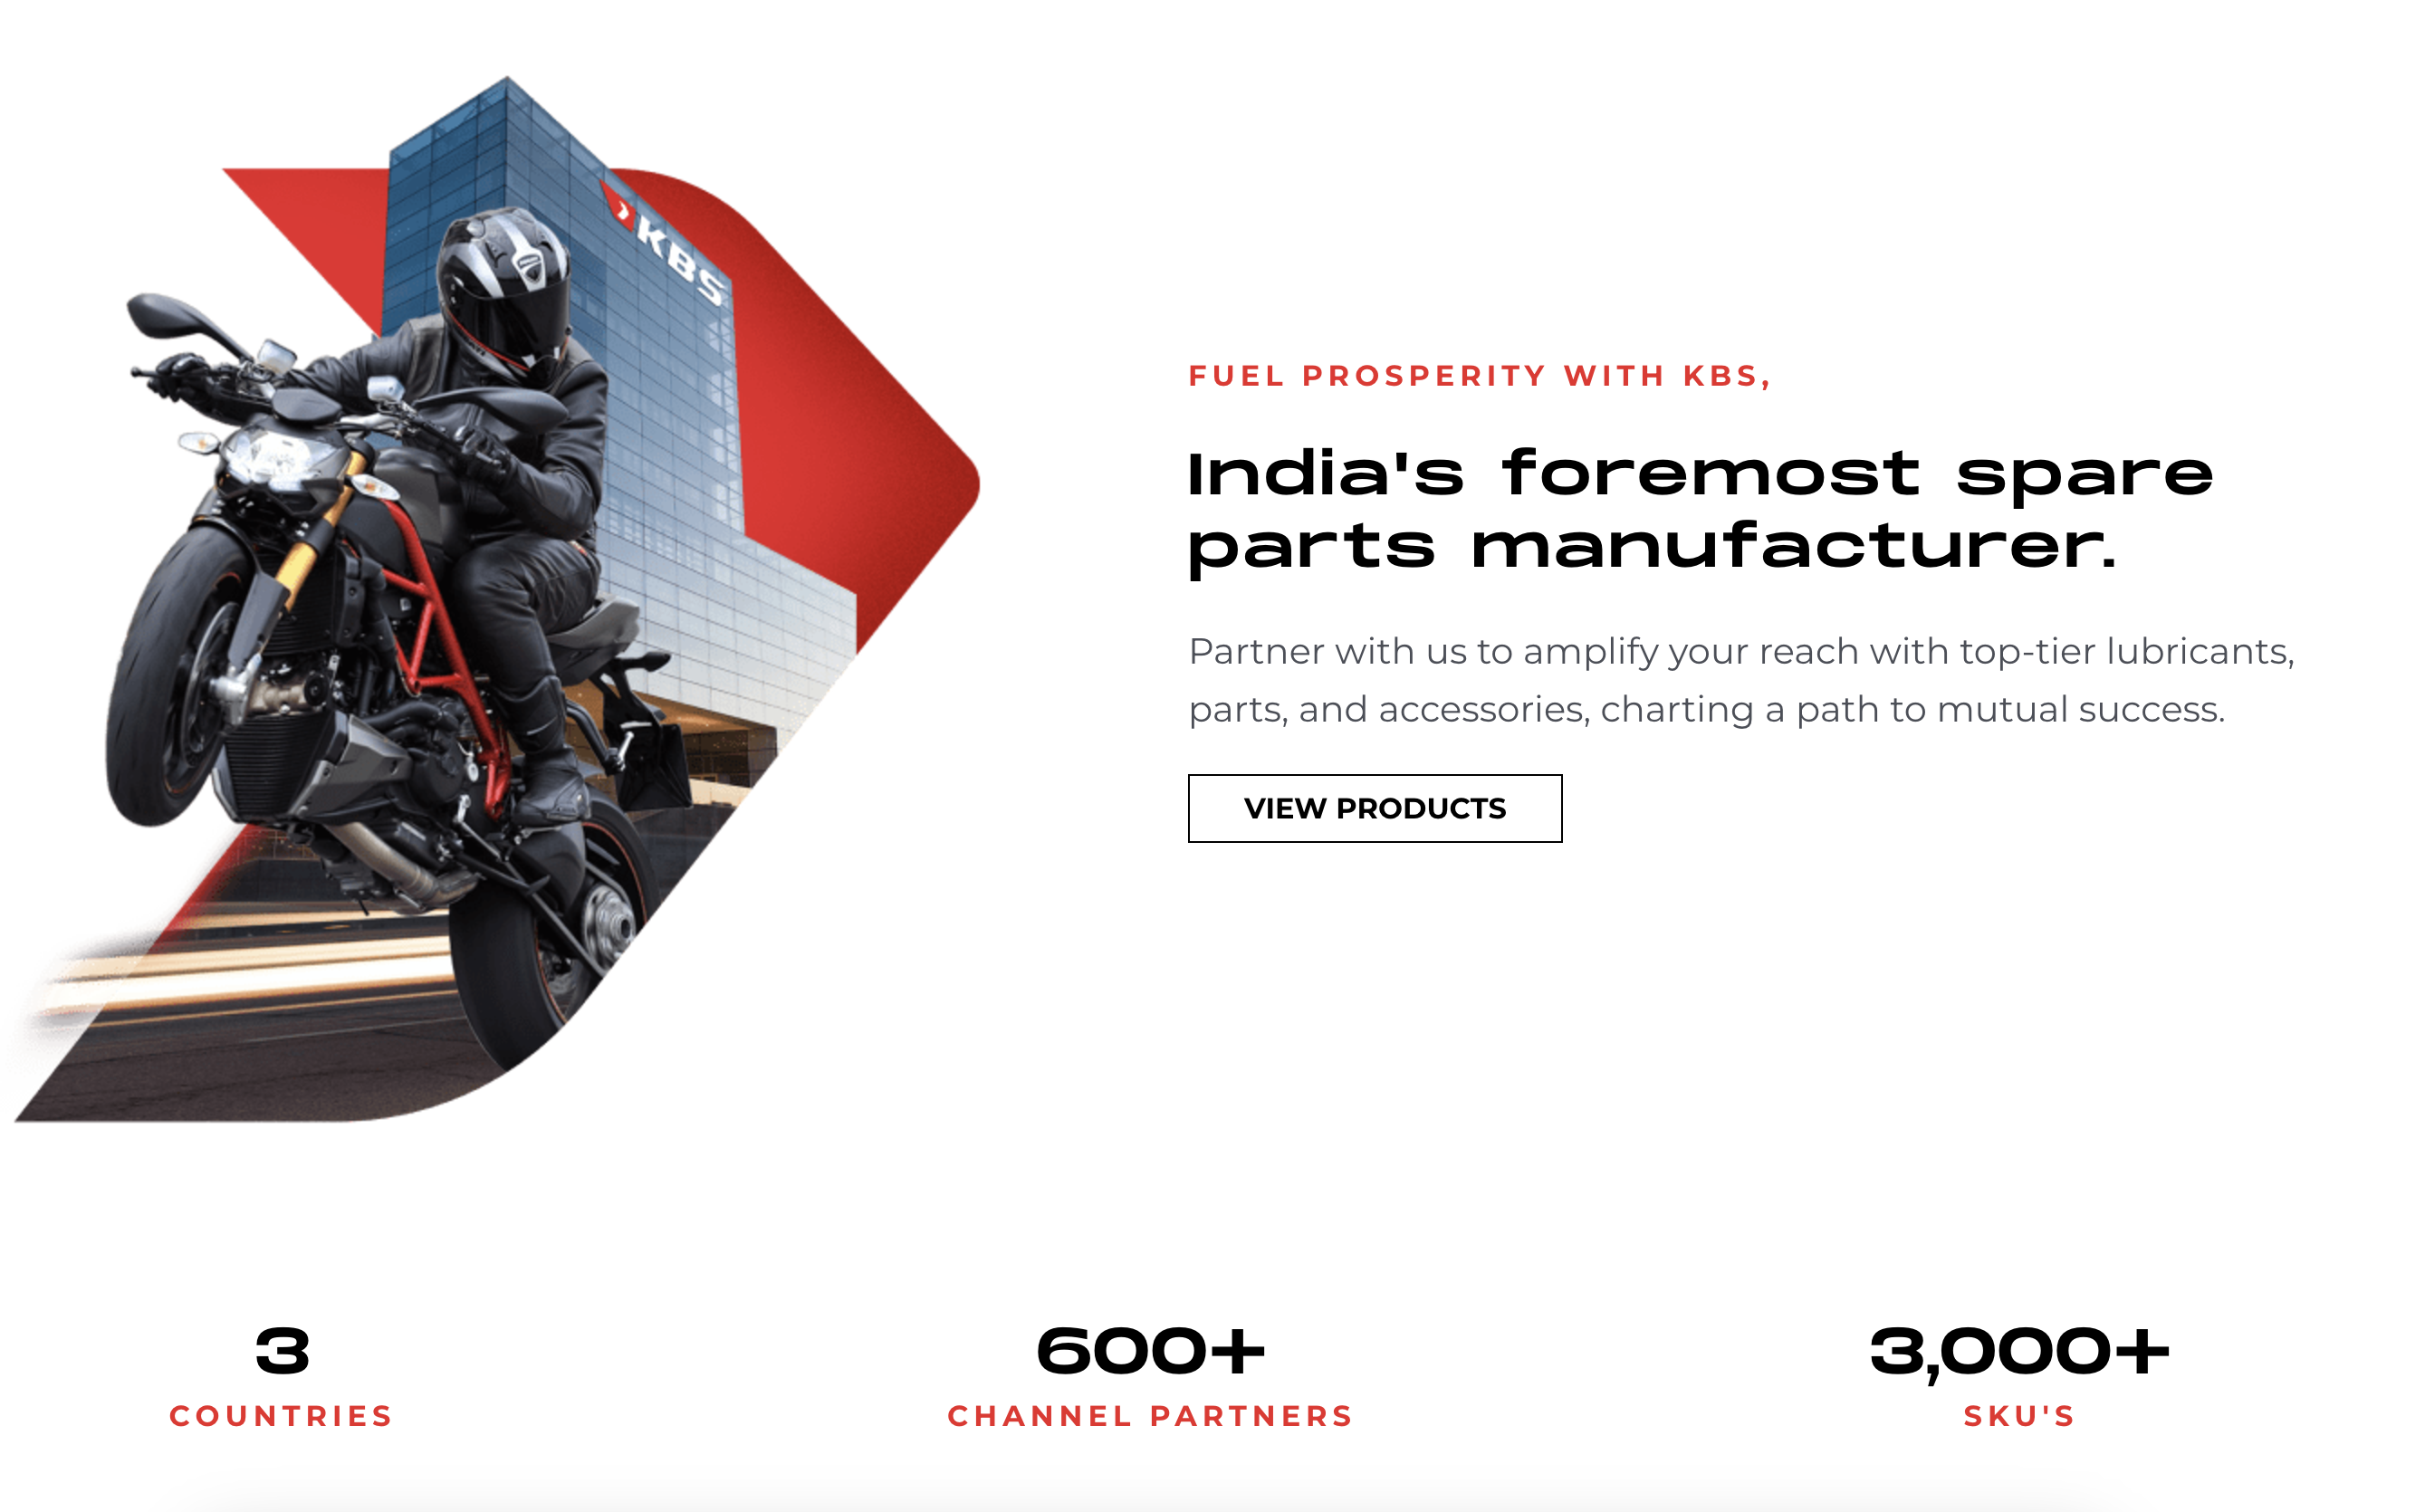 KBS
FUEL PROSPERITY WITH KBS,
India's foremost spare
parts manufacturer.
Partner with us to amplify your reach with top-tier lubricants,
parts, and accessories, charting a path to mutual success.
VIEW PRODUCTS
3
COUNTRIES
600+
CHANNEL PARTNERS
3,000+
SKU'S